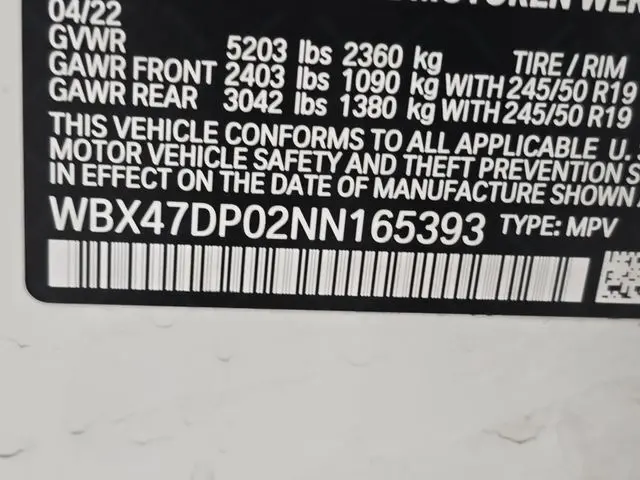 MOTOREN WER
04/22
GVWR 5203 lbs 2360 kg TIRE / RIM
GAWR FRONT 2403 lbs 1090 kg WITH 245/50 R19
GAWR REAR 3042 lbs 1380 kg WITH 245/50 R19
THIS VEHICLE CONFORMS TO ALL APPLICABLE U.
MOTOR VEHICLE SAFETY AND THEFT PREVENTION S
IN EFFECT ON THE DATE OF MANUFACTURE SHOWN
WBX47DP02NN165393 TYPE: MPV